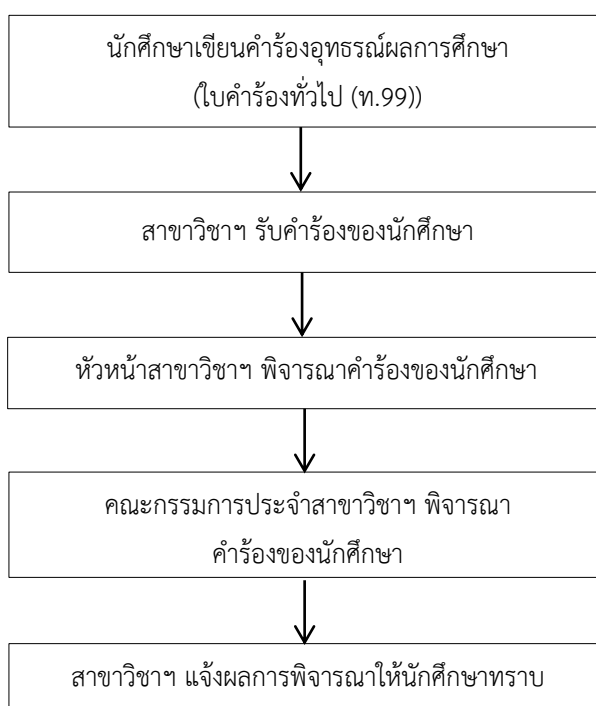 นักศึกษาเขียนคำร้องอุทธรณ์ผลการศึกษา
(ใบคำร้องทั่วไป (ท.99))
สาขาวิชาฯ รับคำร้องของนักศึกษา
หัวหน้าสาขาวิชาฯ พิจารณาคำร้องของนักศึกษา
คณะกรรมการประจำสาขาวิชาฯ พิจารณา
คำร้องของนักศึกษา
สาขาวิชาฯ แจ้งผลการพิจารณาให้นักศึกษาทราบ